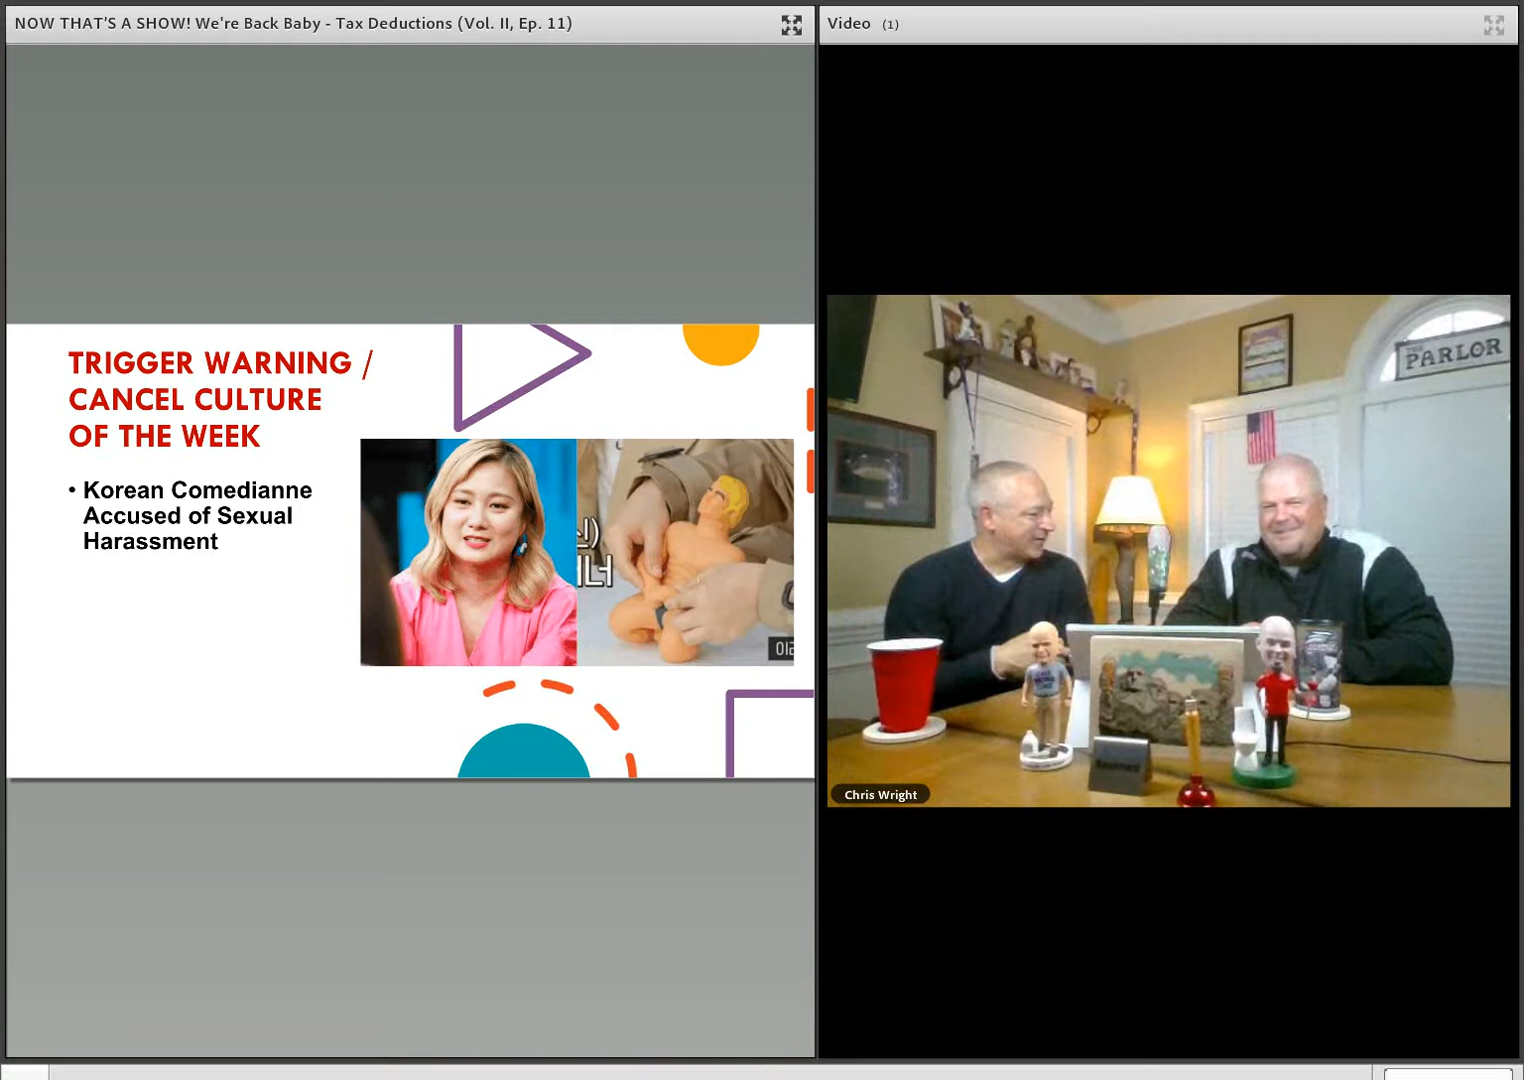 NOW THAT'S A SHOW! We're Back Baby - Tax Deductions (Vol. II, Ep. 11)
Video (1)
TRIGGER WARNING /
CANCEL CULTURE
OF THE WEEK
• Korean Comedianne
Accused of Sexual
Harassment
PARLOR
Chris Wright